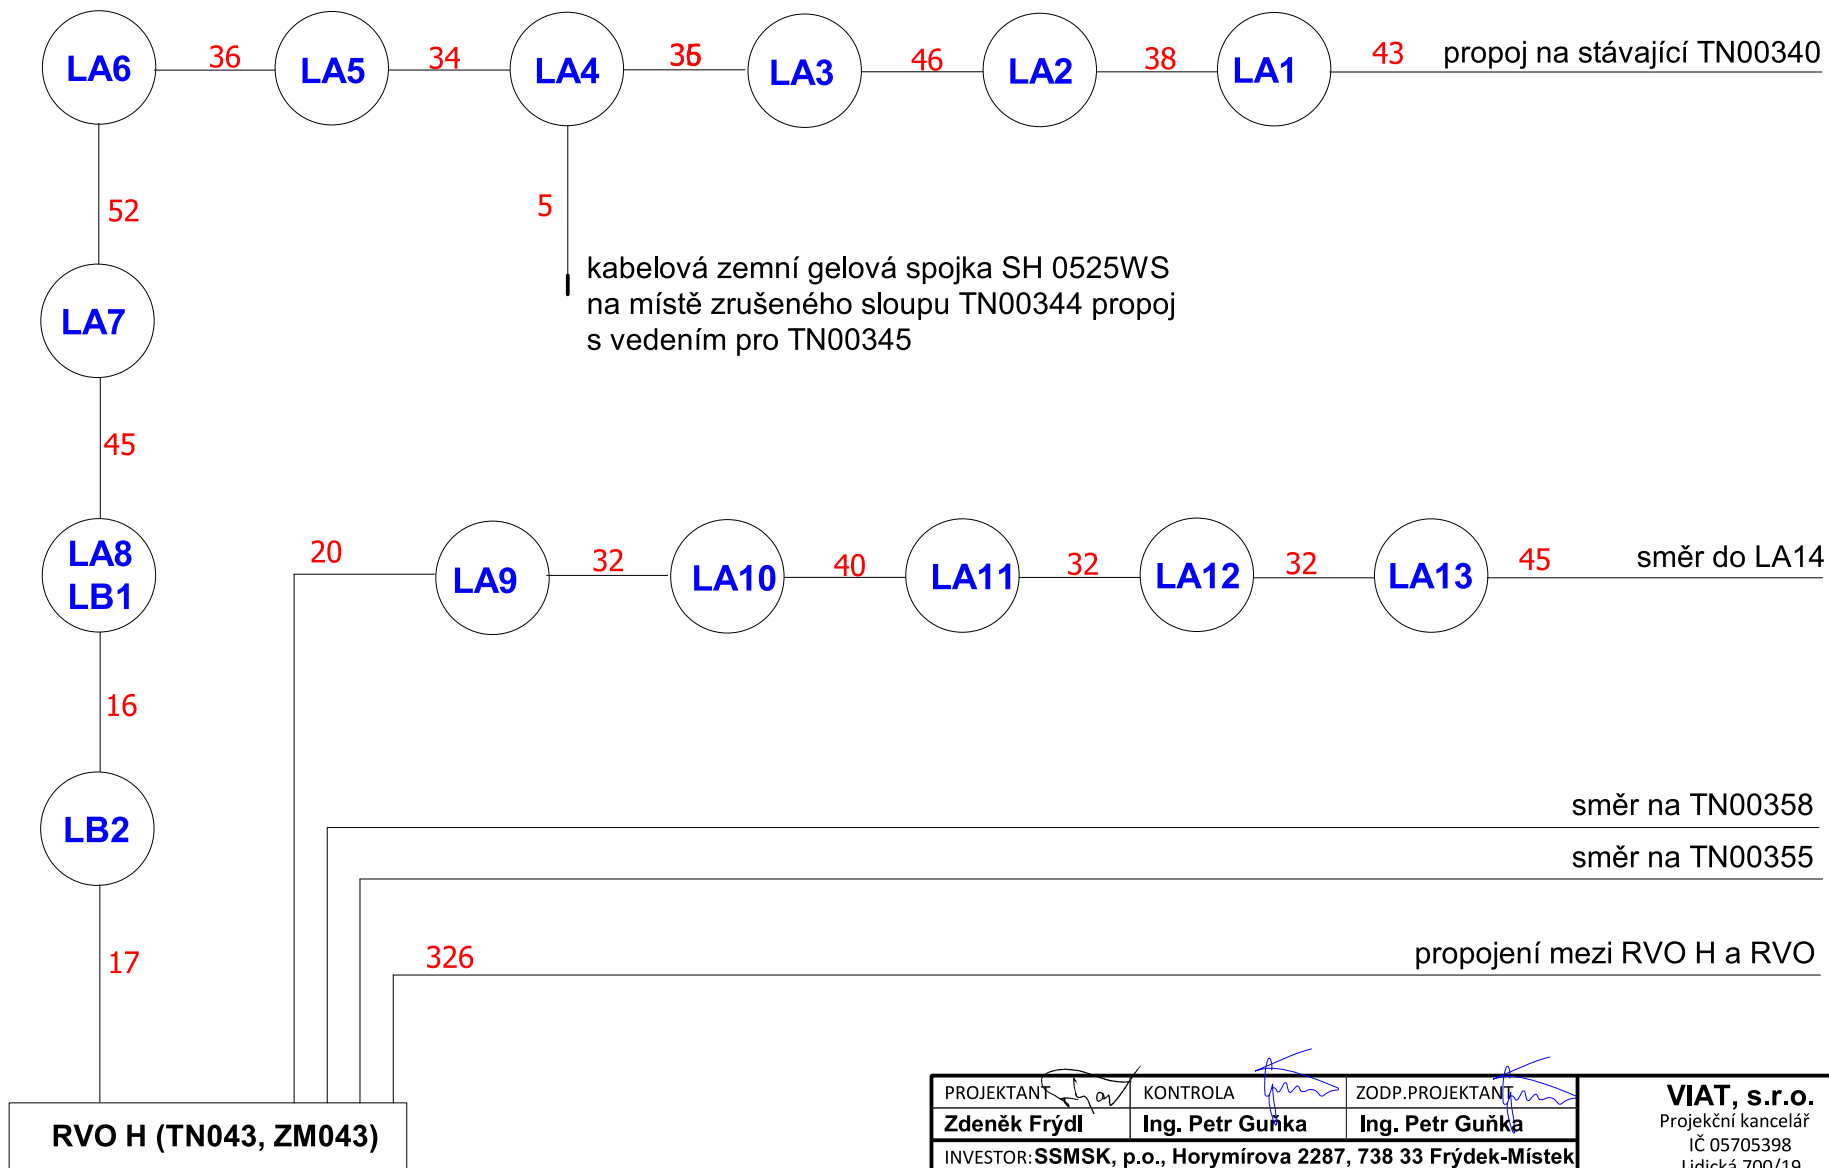 LA6 36 LA5 34 LA4 LA3 46 LA2 38 LA1 43 propoj na stávající TN00340
52
5
kabelová zemní gelová spojka SH 0525WS
na místě zrušeného sloupu TN00344 propoj
s vedením pro TN00345
LA7
45
LA8
LB1
20 LA9 32 LA10 40 LA11 32 LA12 32 LA13 45 směr do LA14
16
LB2
směr na TN00358
směr na TN00355
17
326 propojení mezi RVO H a RVO
RVO H (TN043, ZM043)
PROJEKTANT KONTROLA ZODP.PROJEKTANT
Zdeněk Frýdl Ing. Petr Guňka Ing. Petr Guňka
INVESTOR: SSMSK, p.o., Horymírova 2287, 738 33 Frýdek-Místek
VIAT, s.r.o.
Projekční kancelář
IČ 05705398
Lidická 700/19